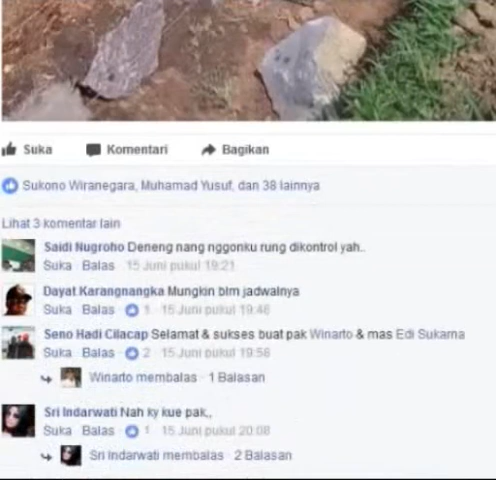 Suka Komentari Bagikan
Sukono Wiranegara, Muhamad Yusuf, dan 38 lainnya
Lihat 3 komentar lain
Saidi Nugroho Deneng nang nggonku rung dikontrol yah..
Suka Balas 15 Juni pukul 19:21
Dayat Karangnangka Mungkin blm jadwalnya
Suka Balas 1 15 Juni pukul 19:46
Seno Hadi Cilacap Selamat & sukses buat pak Winarto & mas Edi Sukarna
Suka Balas 2 15 Juni pukul 19:58
Winarto membalas 1 Balasan
Sri Indarwati Nah ky kue pak,,
Suka Balas 1 15 Juni pukul 20:08
Sri Indarwati membalas 2 Balasan